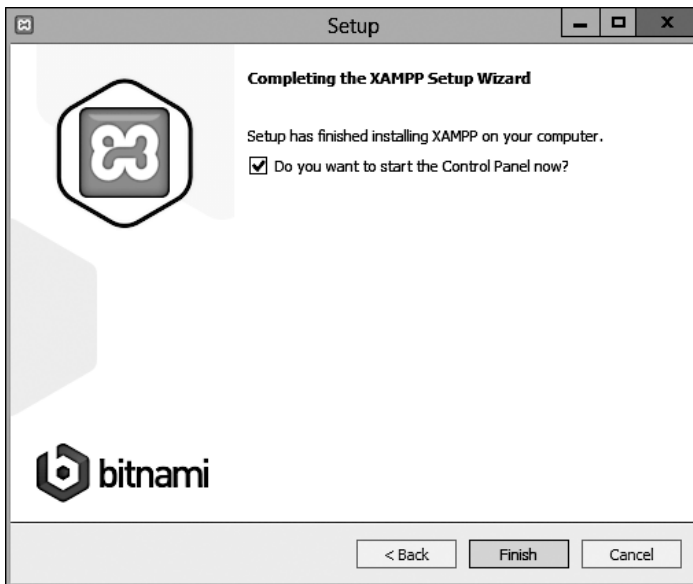 Setup
Completing the XAMPP Setup Wizard
Setup has finished installing XAMPP on your computer.
Do you want to start the Control Panel now?
bitnami
< Back
Finish
Cancel